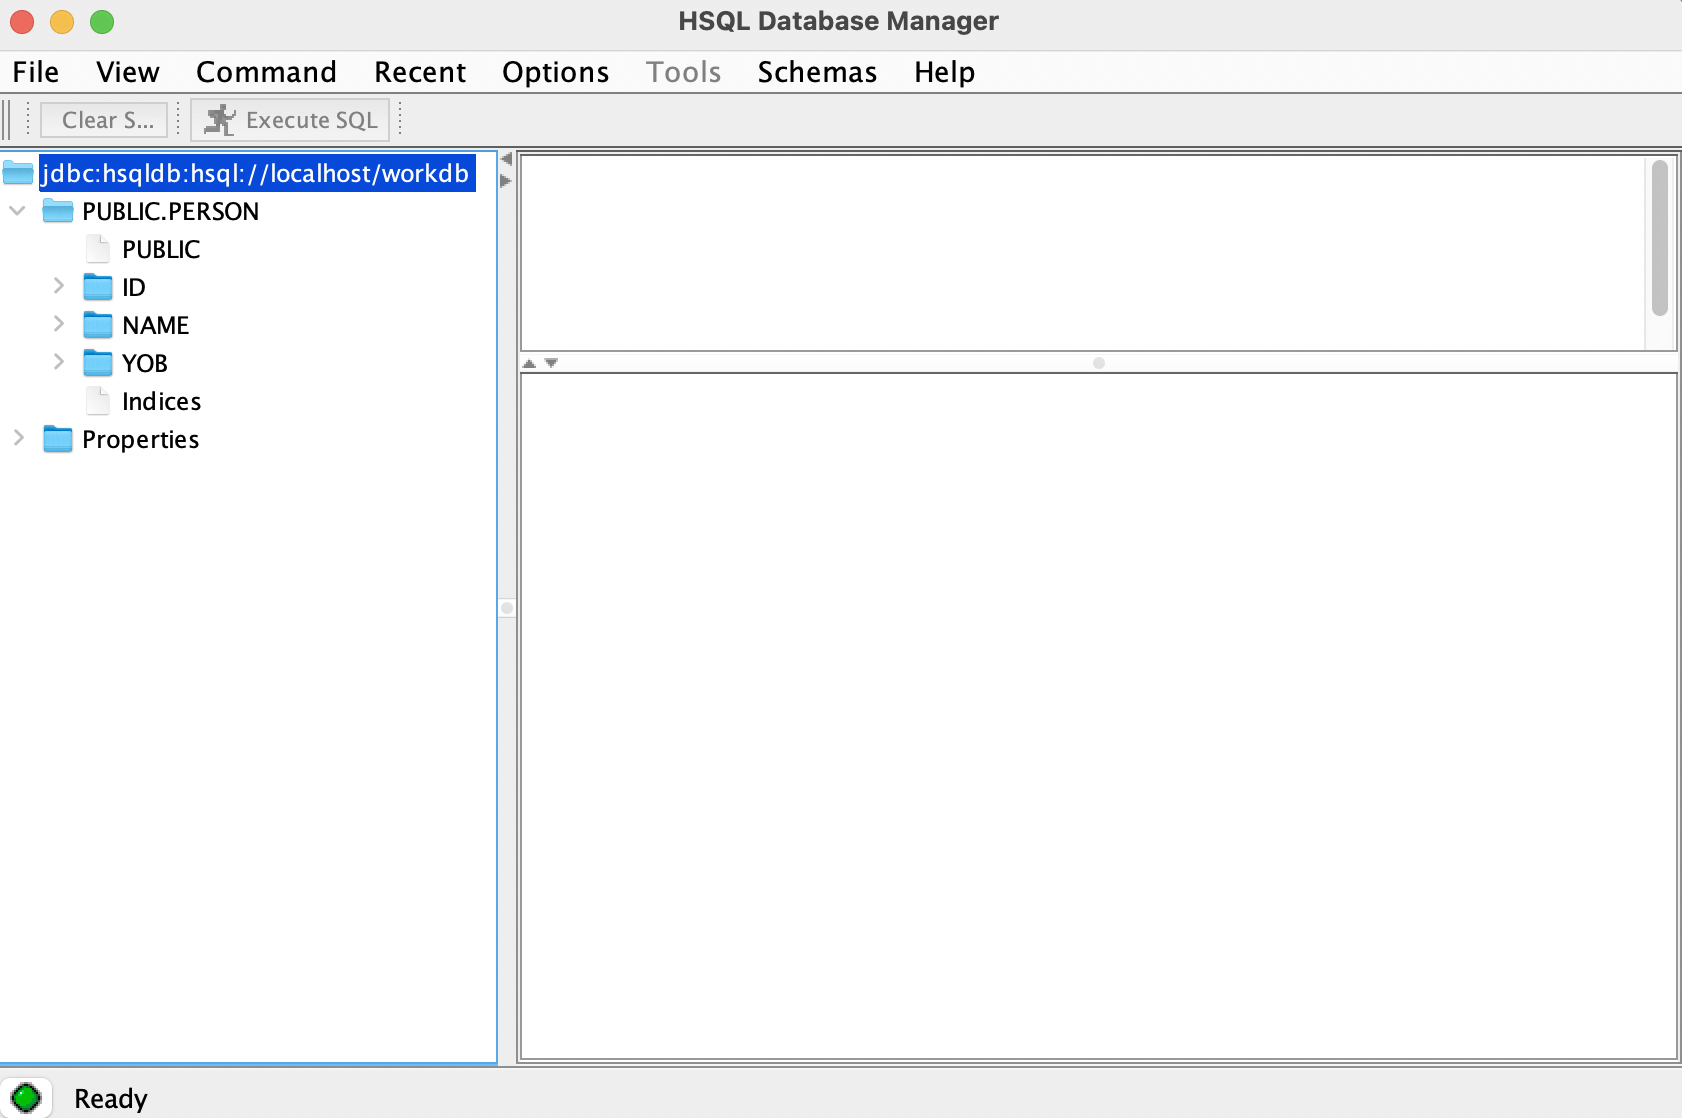 HSQL Database Manager
File View Command Recent Options Tools Schemas Help
Clear S... Execute SQL
jdbc:hsqldb:hsql://localhost/workdb
PUBLIC.PERSON
PUBLIC
ID
NAME
YOB
Indices
Properties
Ready